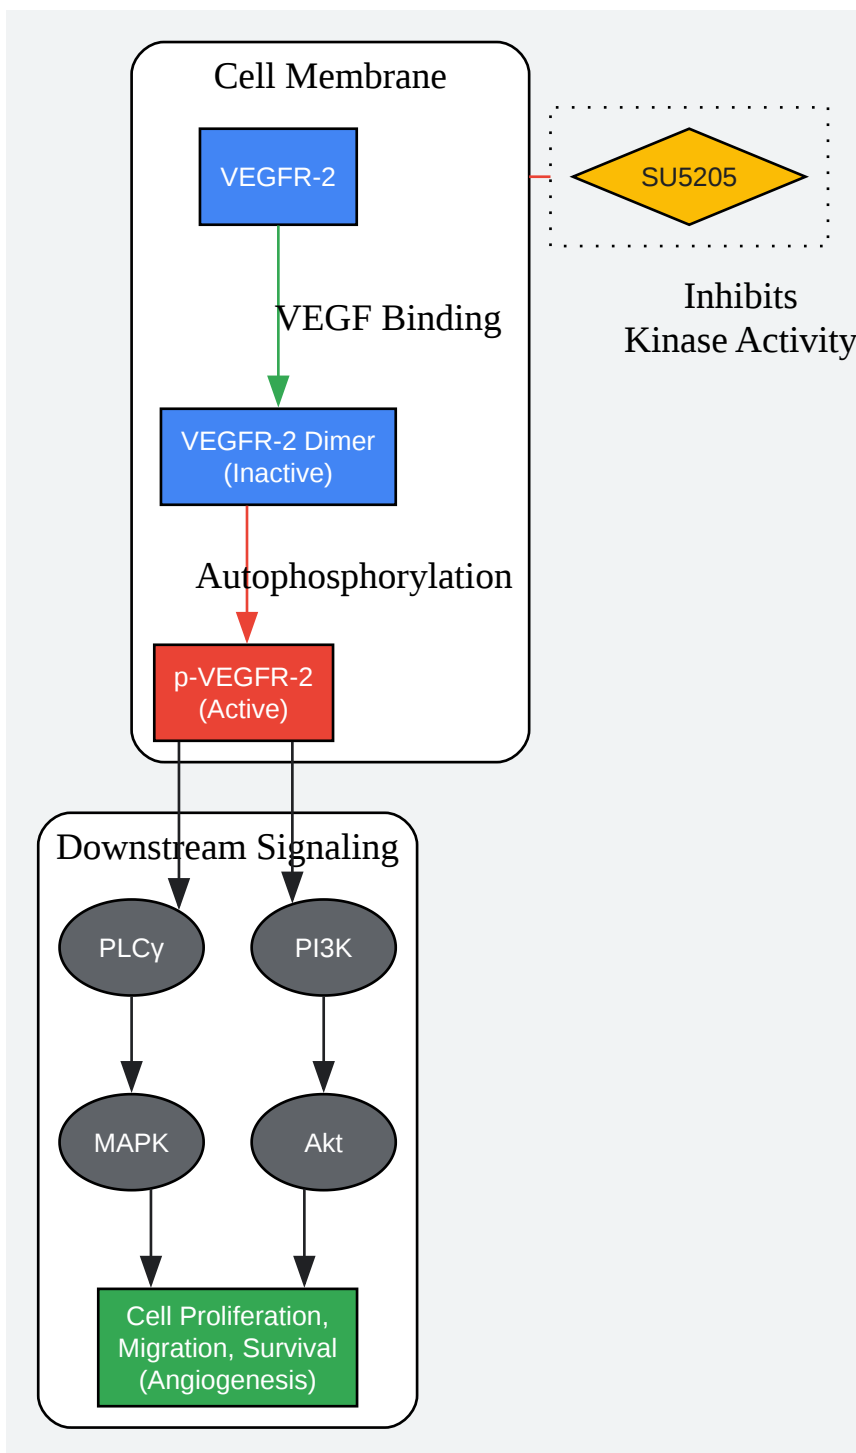 Cell Membrane
VEGFR-2
SU5205
Inhibits
Kinase Activity
VEGF Binding
VEGFR-2 Dimer
(Inactive)
Autophosphorylation
p-VEGFR-2
(Active)
Downstream Signaling
PLCγ
PI3K
MAPK
Akt
Cell Proliferation,
Migration, Survival
(Angiogenesis)